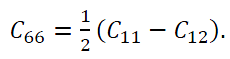 C₆₆ = ½ (C₁₁ − C₁₂).